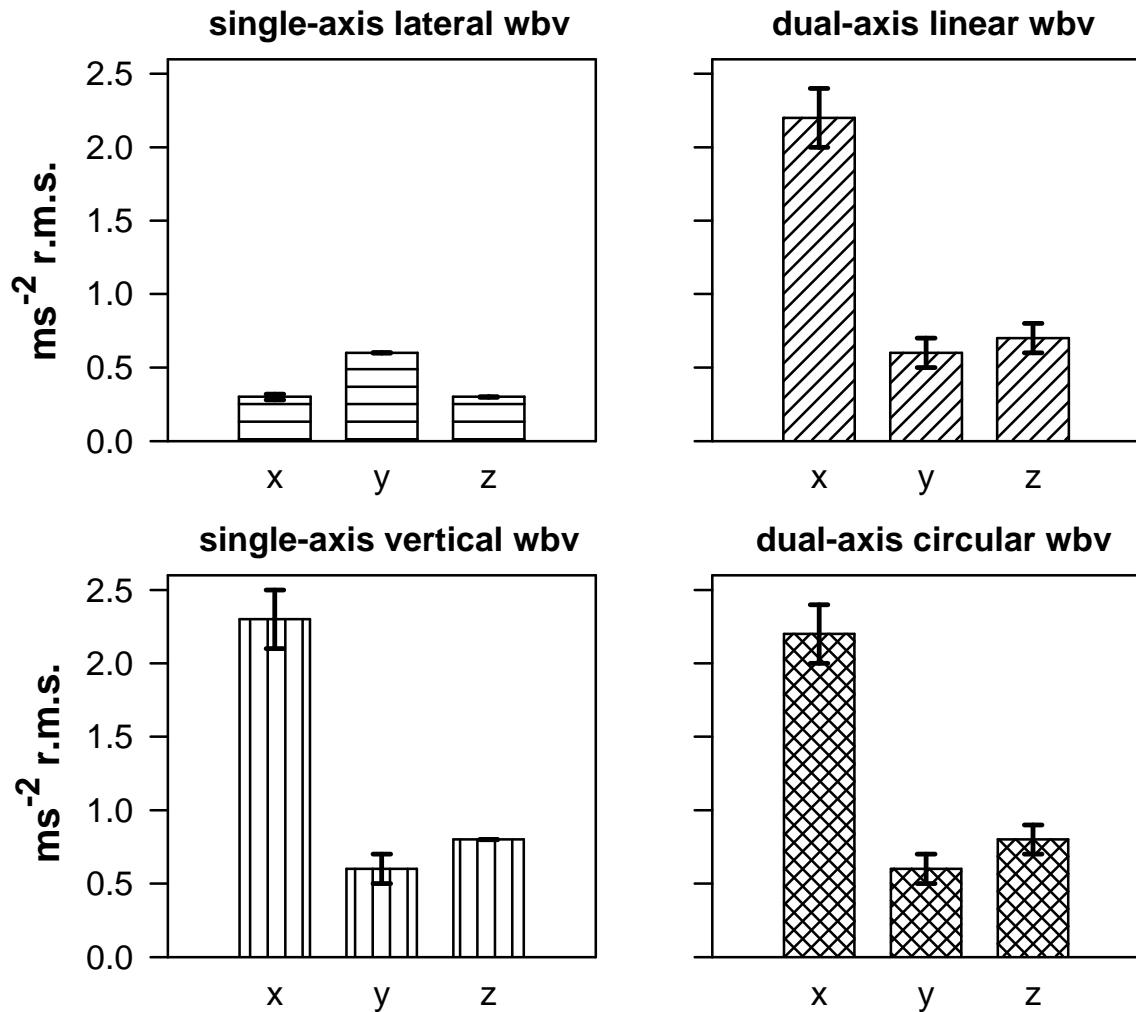 single-axis lateral wbv
dual-axis linear wbv
2.5
2.0
1.5
1.0
0.5
0.0
ms⁻² r.m.s.
x y z
x y z
single-axis vertical wbv
dual-axis circular wbv
2.5
2.0
1.5
1.0
0.5
0.0
ms⁻² r.m.s.
x y z
x y z